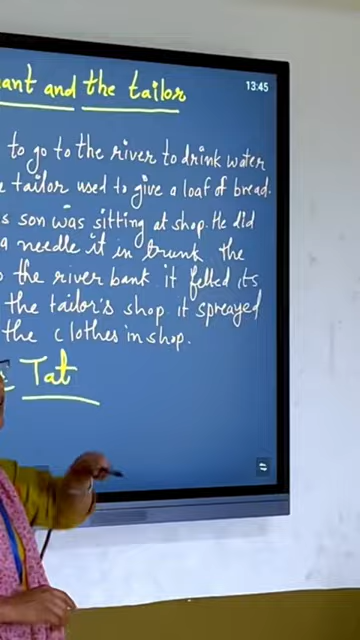 ant and the tailor
13:45
to go to the river to drink water
tailor used to give a loaf of bread.
s son was sitting at shop. He did
a needle it in trunk the
the river bank it felted its
the tailor's shop it sprayed
the clothes in shop.
Tat